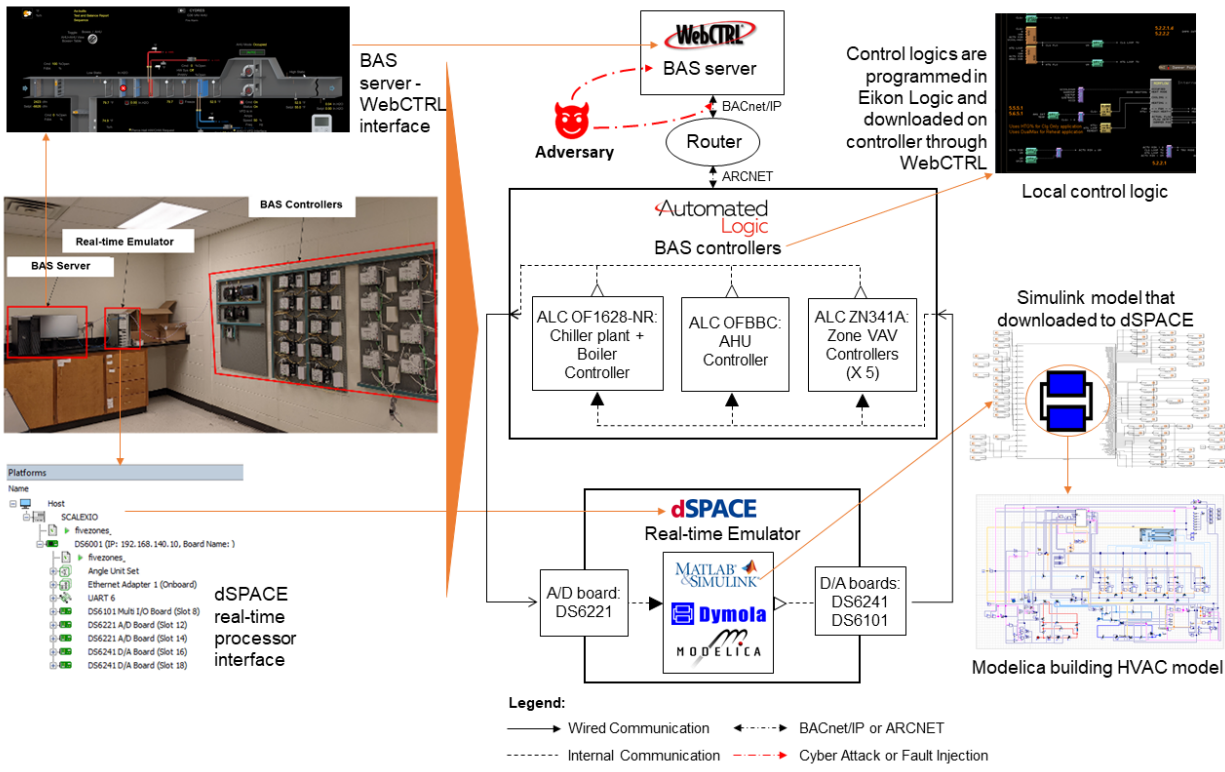 BAS
server -
WebCTRL
interface
WebCTRL
BAS server
BACnet/IP
Router
ARCNET
Adversary
Control logics are
programmed in
Eikon Logic and
downloaded on
controller through
WebCTRL
Local control logic
BAS Controllers
Real-time Emulator
BAS Server
Automated
Logic
BAS controllers
ALC OF1628-NR:
Chiller plant +
Boiler
Controller
ALC OFBBC:
AHU
Controller
ALC ZN341A:
Zone VAV
Controllers
(X 5)
Simulink model that
downloaded to dSPACE
Platforms
Name
Host
SCALEXIO
fivezones_
DS6001 (IP: 192.168.140.10, Board Name: )
fivezones_
Angle Unit Set
Ethernet Adapter 1 (Onboard)
UART 6
DS6101 Multi I/O Board (Slot 8)
DS6221 A/D Board (Slot 12)
DS6221 A/D Board (Slot 14)
DS6241 D/A Board (Slot 16)
DS6241 D/A Board (Slot 18)
dSPACE
real-time
processor
interface
dSPACE
Real-time Emulator
A/D board:
DS6221
MATLAB
&SIMULINK
Dymola
MODELICA
D/A boards:
DS6241
DS6101
Modelica building HVAC model
Legend:
Wired Communication
BACnet/IP or ARCNET
Internal Communication
Cyber Attack or Fault Injection